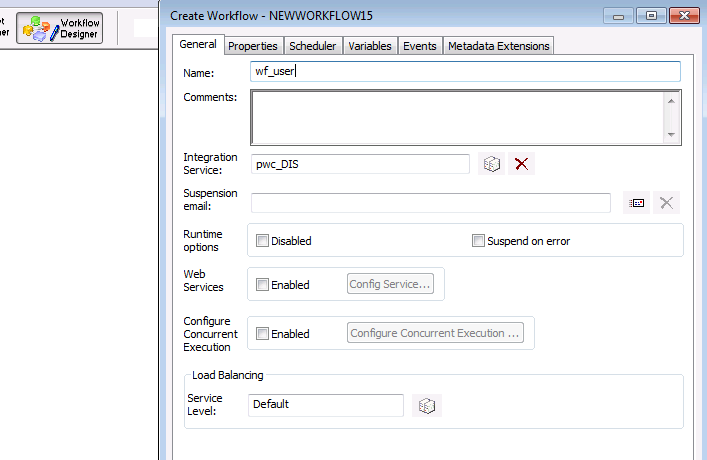 Workflow
Designer
Create Workflow - NEWWORKFLOW15
General Properties Scheduler Variables Events Metadata Extensions
Name: wf_user
Comments:
Integration
Service: pwc_DIS
Suspension
email:
Runtime
options
Disabled Suspend on error
Web
Services
Enabled Config Service...
Configure
Concurrent
Execution
Enabled Configure Concurrent Execution ...
Load Balancing
Service
Level: Default